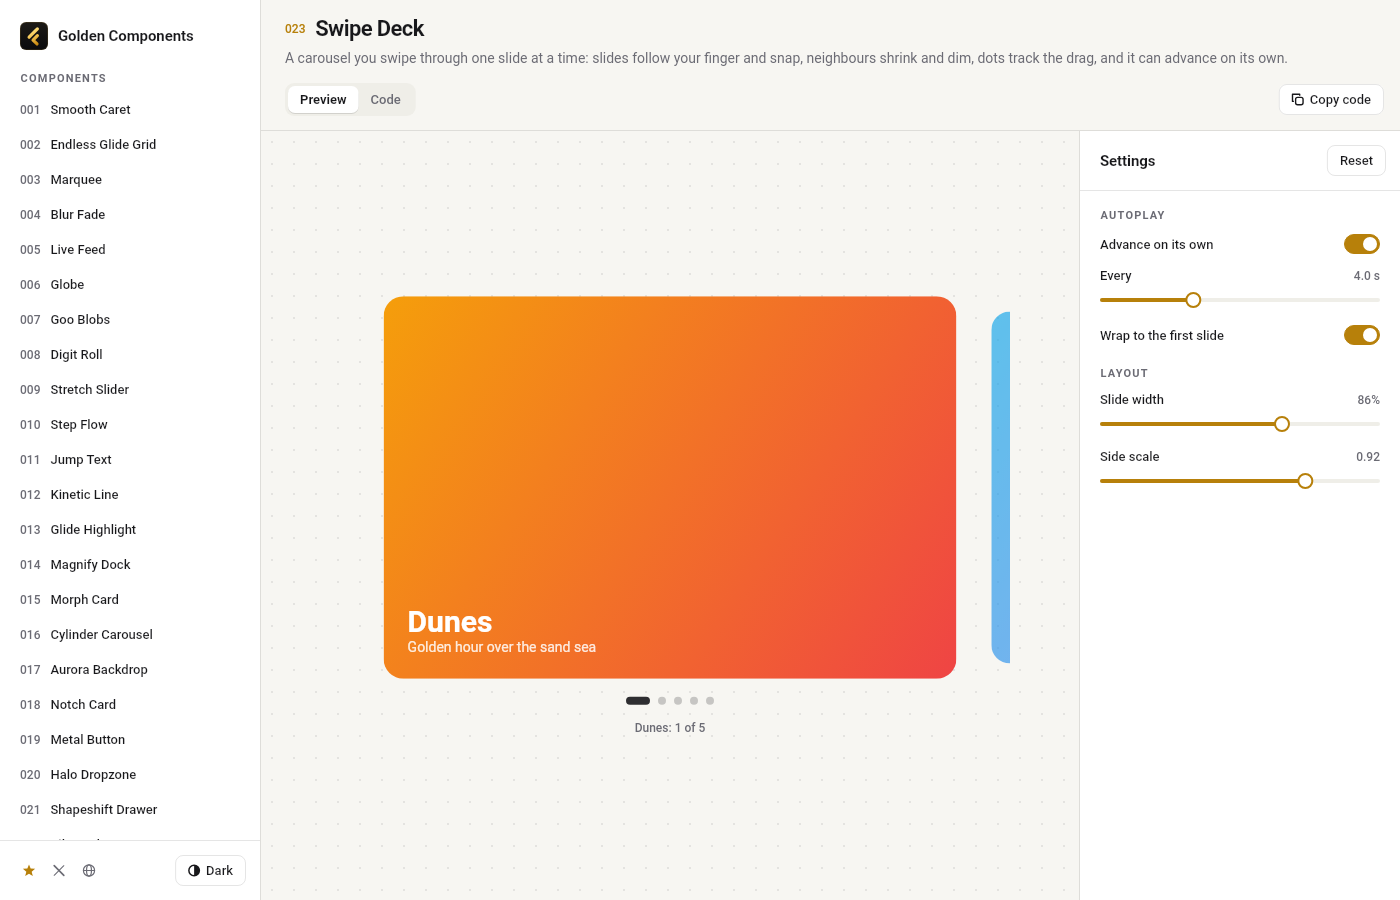 Golden Components
COMPONENTS
001 Smooth Caret
002 Endless Glide Grid
003 Marquee
004 Blur Fade
005 Live Feed
006 Globe
007 Goo Blobs
008 Digit Roll
009 Stretch Slider
010 Step Flow
011 Jump Text
012 Kinetic Line
013 Glide Highlight
014 Magnify Dock
015 Morph Card
016 Cylinder Carousel
017 Aurora Backdrop
018 Notch Card
019 Metal Button
020 Halo Dropzone
021 Shapeshift Drawer
Dark
023 Swipe Deck
A carousel you swipe through one slide at a time: slides follow your finger and snap, neighbours shrink and dim, dots track the drag, and it can advance on its own.
Preview Code
Copy code
Dunes
Golden hour over the sand sea
Dunes: 1 of 5
Settings
Reset
AUTOPLAY
Advance on its own
Every 4.0 s
Wrap to the first slide
LAYOUT
Slide width 86%
Side scale 0.92